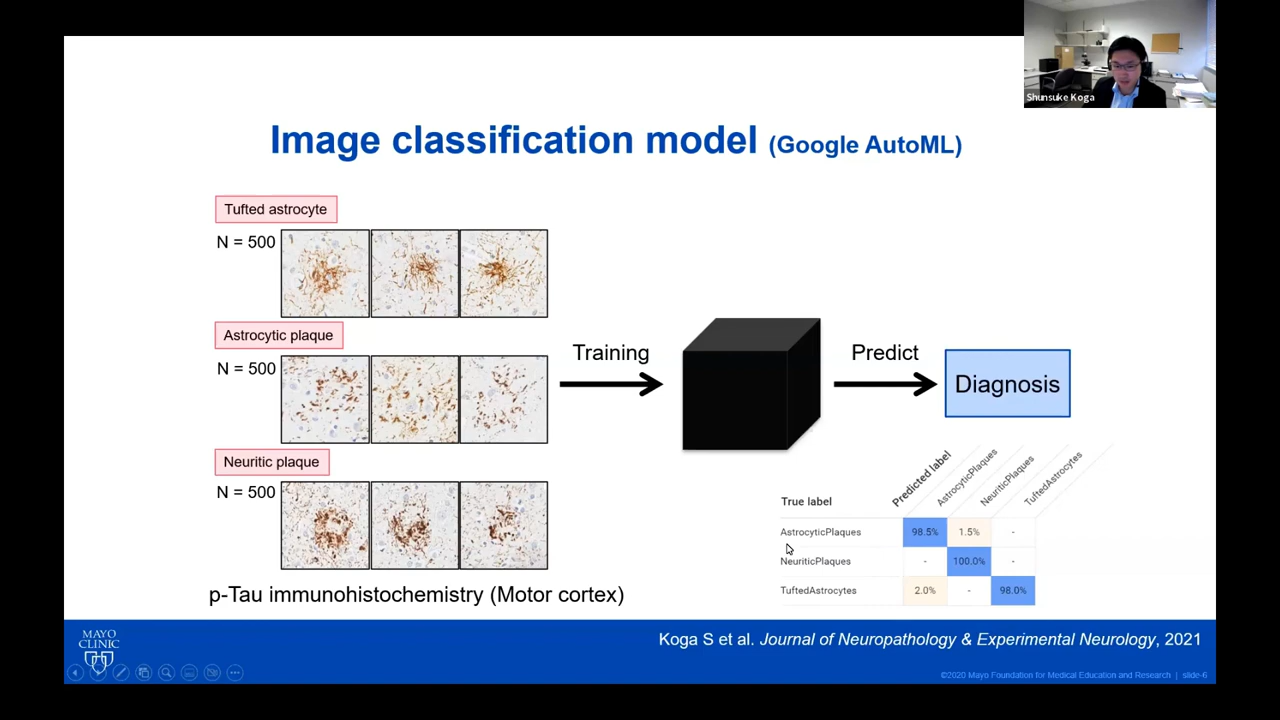 Shunsuke Koga
Image classification model (Google AutoML)
Tufted astrocyte
N = 500
Astrocytic plaque
N = 500
Neuritic plaque
N = 500
p-Tau immunohistochemistry (Motor cortex)
Training
Predict
Diagnosis
True label
Predicted label
AstrocyticPlaques
NeuriticPlaques
TuftedAstrocytes
AstrocyticPlaques 98.5% 1.5% -
NeuriticPlaques - 100.0% -
TuftedAstrocytes 2.0% - 98.0%
MAYO
CLINIC
Koga S et al. Journal of Neuropathology & Experimental Neurology, 2021
©2020 Mayo Foundation for Medical Education and Research | slide-6